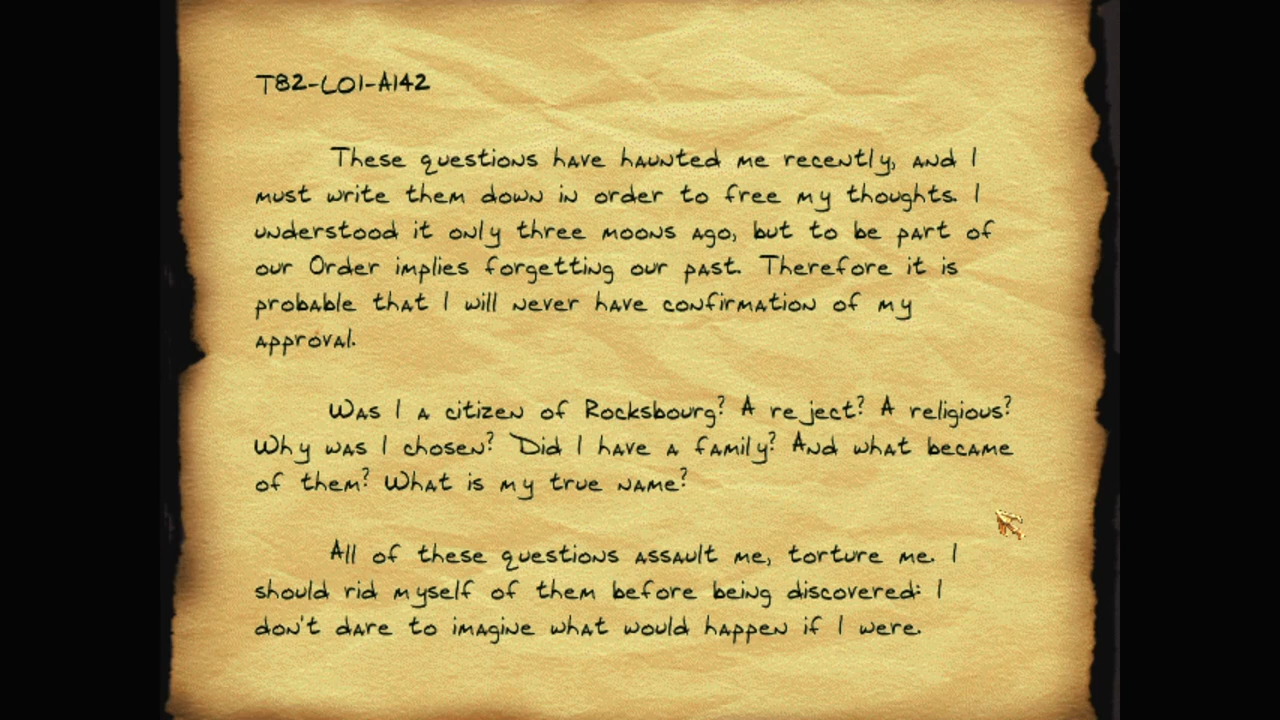 T82-L01-A142
These questions have haunted me recently, and I
must write them down in order to free my thoughts. I
understood it only three moons ago, but to be part of
our Order implies forgetting our past. Therefore it is
probable that I will never have confirmation of my
approval.
Was I a citizen of Rocksbourg? A reject? A religious?
Why was I chosen? Did I have a family? And what became
of them? What is my true name?
All of these questions assault me, torture me. I
should rid myself of them before being discovered: I
don't dare to imagine what would happen if I were.